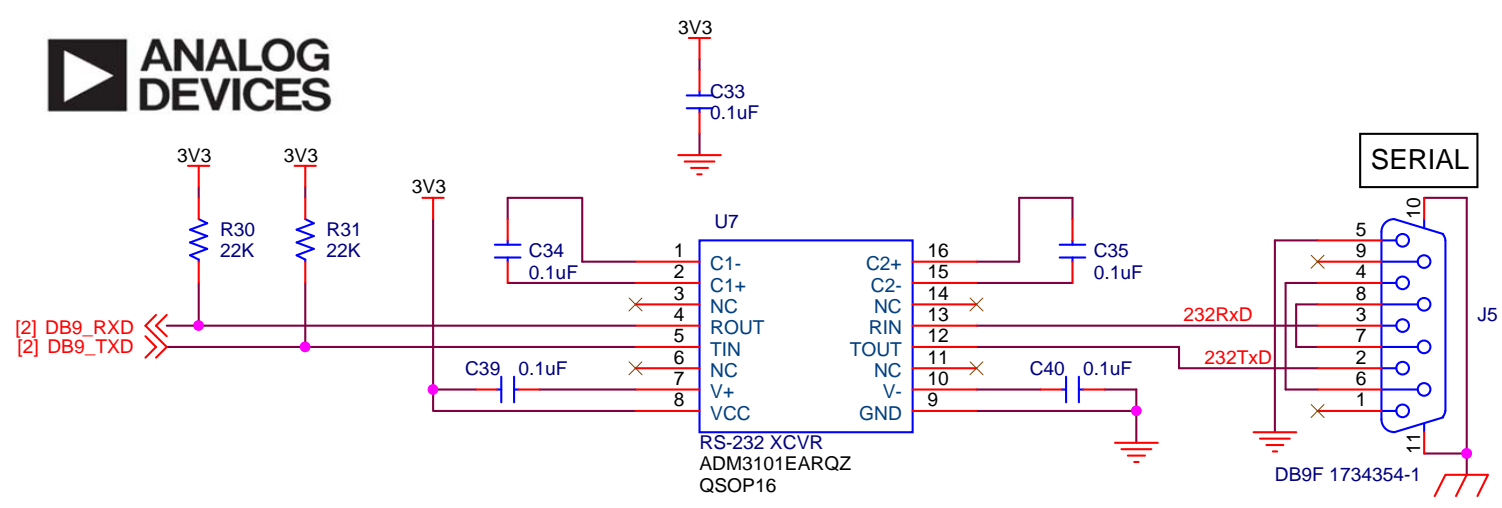 ANALOG
DEVICES
3V3
C33
0.1uF
SERIAL
3V3
3V3
3V3
R30
22K
R31
22K
C34
0.1uF
U7
C35
0.1uF
1
C1-
2
C1+
3
NC
4
ROUT
5
TIN
6
NC
7
V+
8
VCC
16
C2+
15
C2-
14
NC
13
RIN
12
TOUT
11
NC
10
V-
9
GND
[2] DB9_RXD
[2] DB9_TXD
C39
0.1uF
C40
0.1uF
232RxD
232TxD
10
5
9
4
8
3
7
2
6
1
11
J5
RS-232 XCVR
ADM3101EARQZ
QSOP16
DB9F 1734354-1